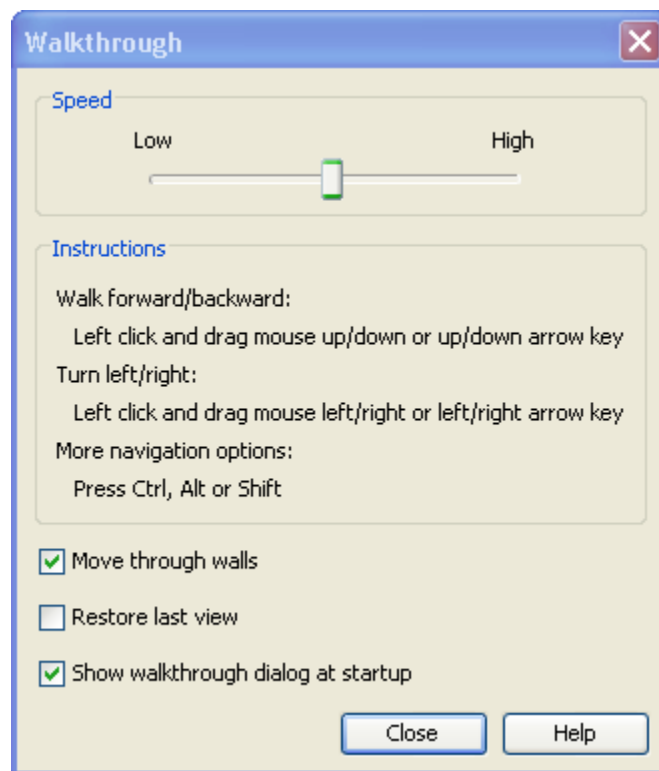 Walkthrough
Speed
Low High
Instructions
Walk forward/backward:
Left click and drag mouse up/down or up/down arrow key
Turn left/right:
Left click and drag mouse left/right or left/right arrow key
More navigation options:
Press Ctrl, Alt or Shift
Move through walls
Restore last view
Show walkthrough dialog at startup
Close Help